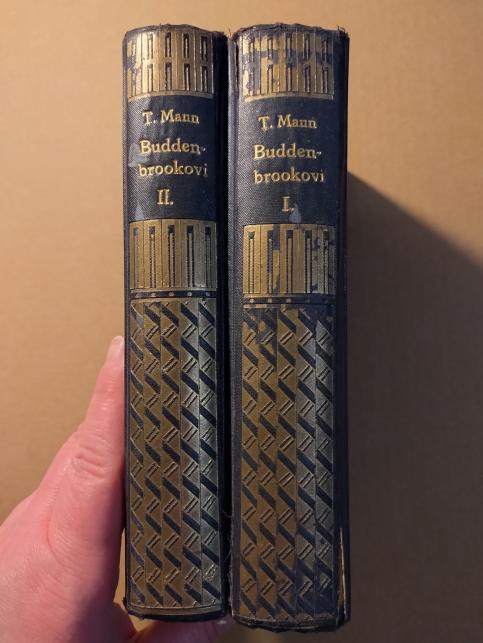 T. Mann
Budden-
brookovi
II.
T. Mann
Budden-
brookovi
I.